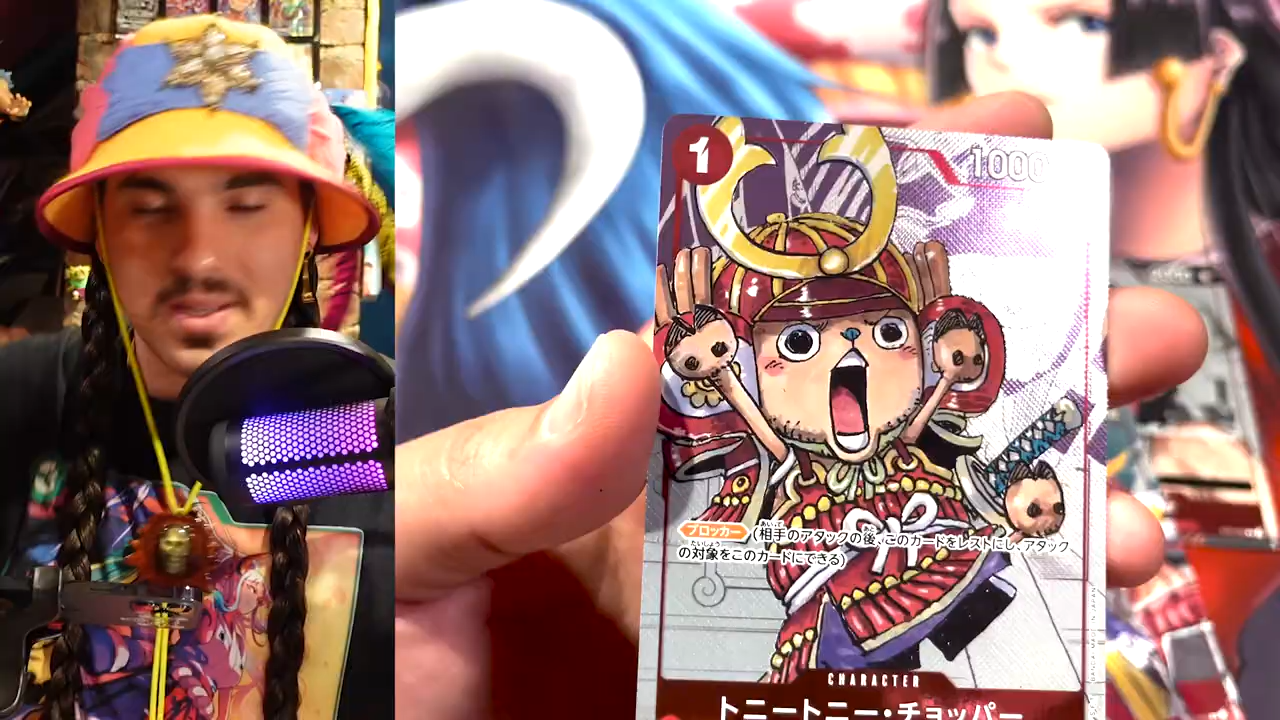 1
1000
ブロッカー (相手のアタックの後、このカードをレストにし、アタック
の対象をこのカードにできる)
CHARACTER
トニートニー・チョッパー